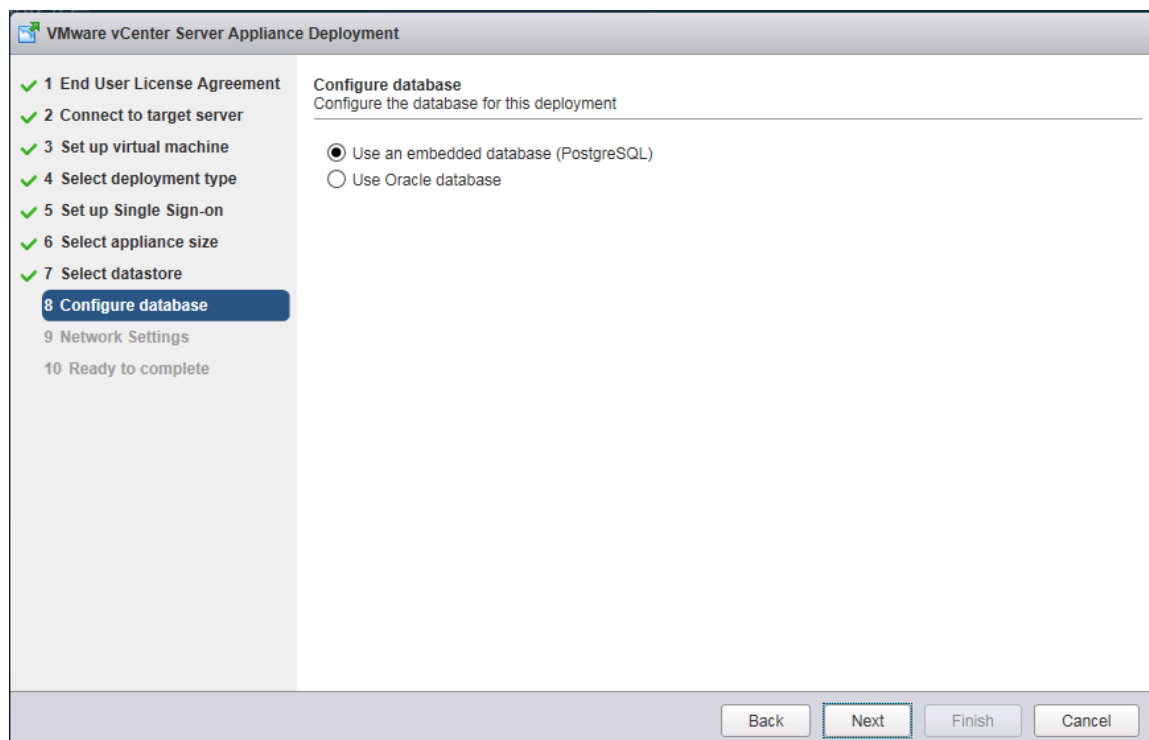 VMware vCenter Server Appliance Deployment
1 End User License Agreement
2 Connect to target server
3 Set up virtual machine
4 Select deployment type
5 Set up Single Sign-on
6 Select appliance size
7 Select datastore
8 Configure database
9 Network Settings
10 Ready to complete
Configure database
Configure the database for this deployment
Use an embedded database (PostgreSQL)
Use Oracle database
Back Next Finish Cancel